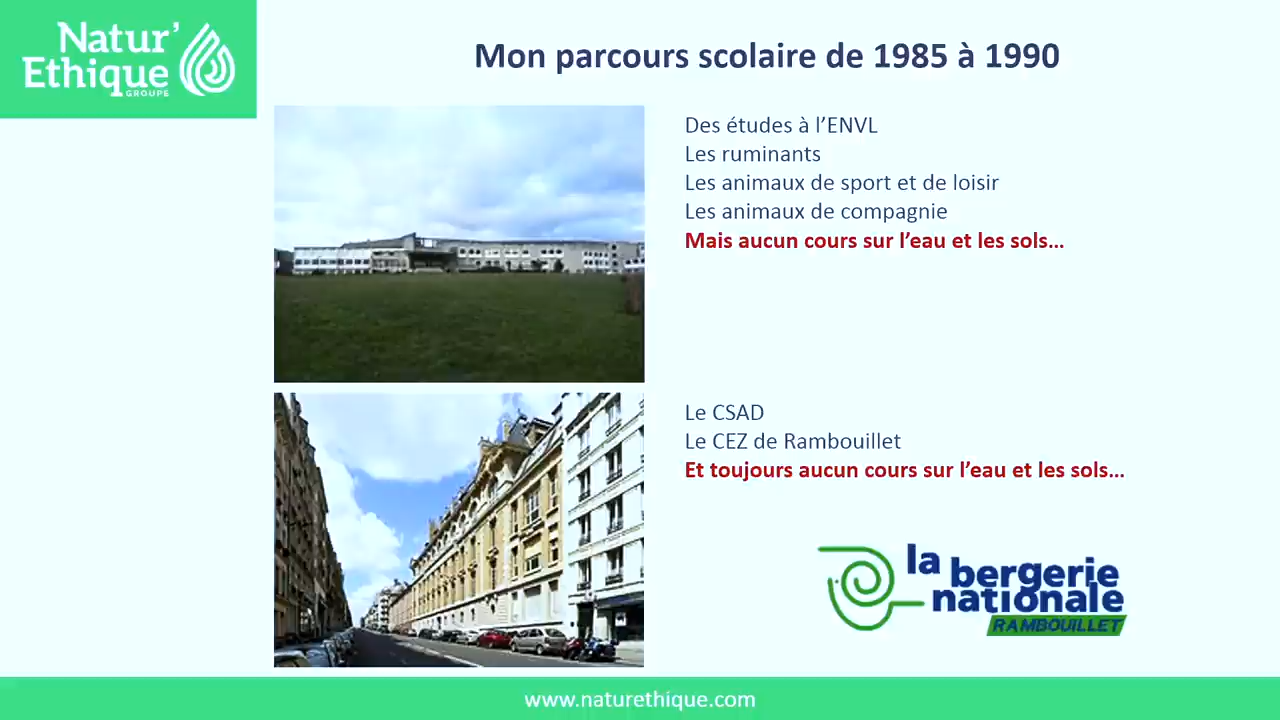 Natur'
Ethique
GROUPE
Mon parcours scolaire de 1985 à 1990
Des études à l’ENVL
Les ruminants
Les animaux de sport et de loisir
Les animaux de compagnie
Mais aucun cours sur l’eau et les sols…
Le CSAD
Le CEZ de Rambouillet
Et toujours aucun cours sur l’eau et les sols…
la bergerie
nationale
RAMBOUILLET
www.naturethique.com